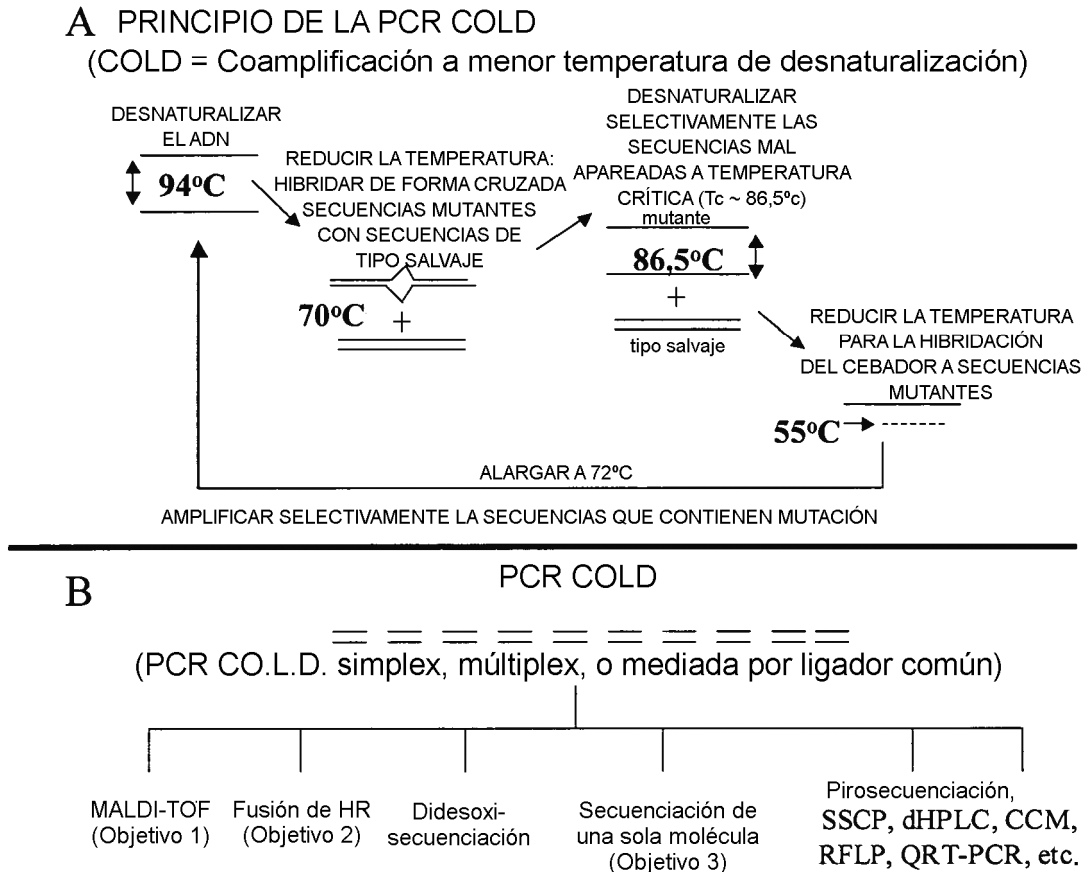 A PRINCIPIO DE LA PCR COLD
(COLD = Coamplificación a menor temperatura de desnaturalización)
DESNATURALIZAR
EL ADN
94ºC
REDUCIR LA TEMPERATURA:
HIBRIDAR DE FORMA CRUZADA
SECUENCIAS MUTANTES
CON SECUENCIAS DE
TIPO SALVAJE
70ºC
+
DESNATURALIZAR
SELECTIVAMENTE LAS
SECUENCIAS MAL
APAREADAS A TEMPERATURA
CRÍTICA (Tc ~ 86,5ºc)
mutante
86,5ºC
+
tipo salvaje
REDUCIR LA TEMPERATURA
PARA LA HIBRIDACIÓN
DEL CEBADOR A SECUENCIAS
MUTANTES
55ºC
ALARGAR A 72ºC
AMPLIFICAR SELECTIVAMENTE LA SECUENCIAS QUE CONTIENEN MUTACIÓN
B
PCR COLD
(PCR CO.L.D. simplex, múltiplex, o mediada por ligador común)
MALDI-TOF
(Objetivo 1)
Fusión de HR
(Objetivo 2)
Didesoxi-
secuenciación
Secuenciación de
una sola molécula
(Objetivo 3)
Pirosecuenciación,
SSCP, dHPLC, CCM,
RFLP, QRT-PCR, etc.